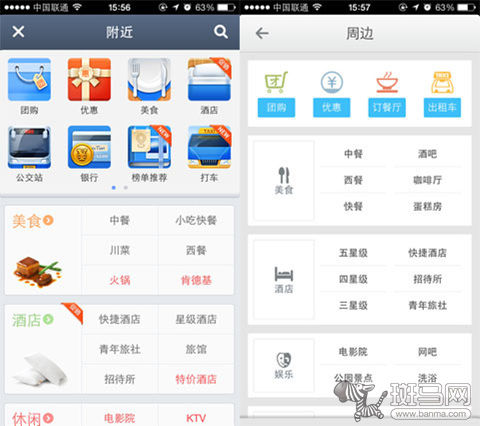 中国联通 15:56 63%
附近
团购 优惠 美食 酒店
公交站 银行 榜单推荐 打车
TAXI
NEW
NEW
美食 中餐 小吃快餐
川菜 西餐
火锅 肯德基
酒店 快捷酒店 星级酒店
青年旅社 旅馆
招待所 特价酒店
休闲 电影院 KTV
中国联通 15:57 63%
周边
团购 优惠 订餐厅 出租车
中餐 酒吧
美食 西餐 咖啡厅
快餐 蛋糕房
五星级 快捷酒店
酒店 四星级 招待所
三星级 青年旅社
电影院 网吧
娱乐 公园景点 洗浴
斑马网
www.banma.com